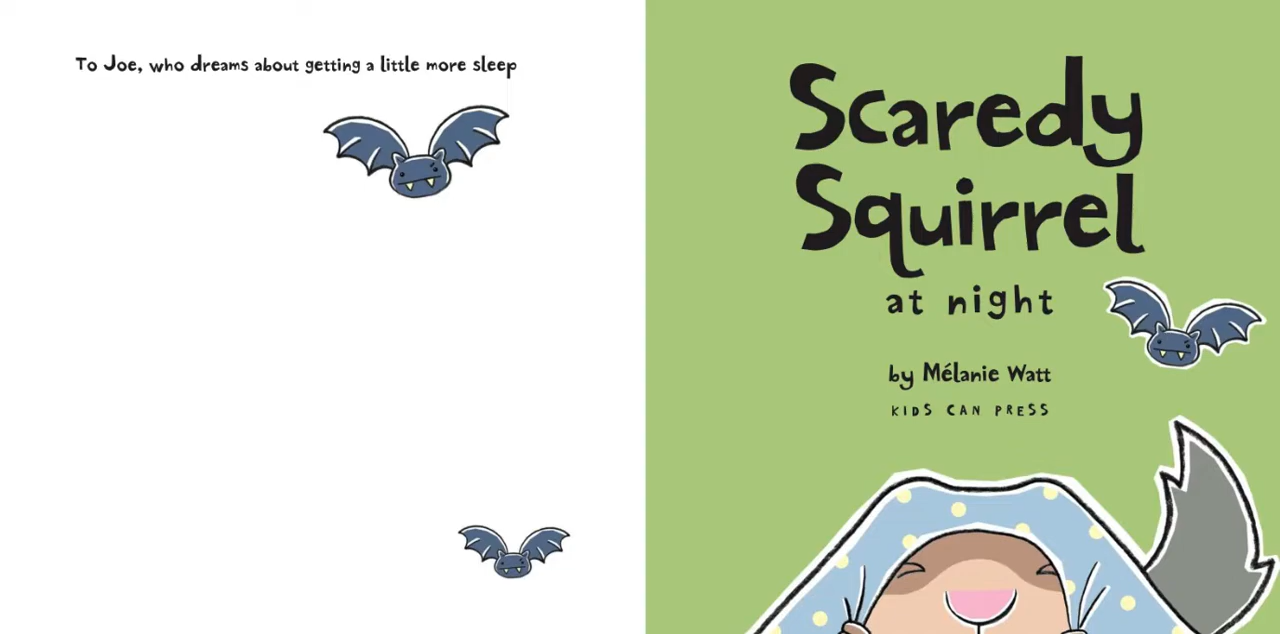 To Joe, who dreams about getting a little more sleep
Scaredy
Squirrel
at night
by Mélanie Watt
KIDS CAN PRESS